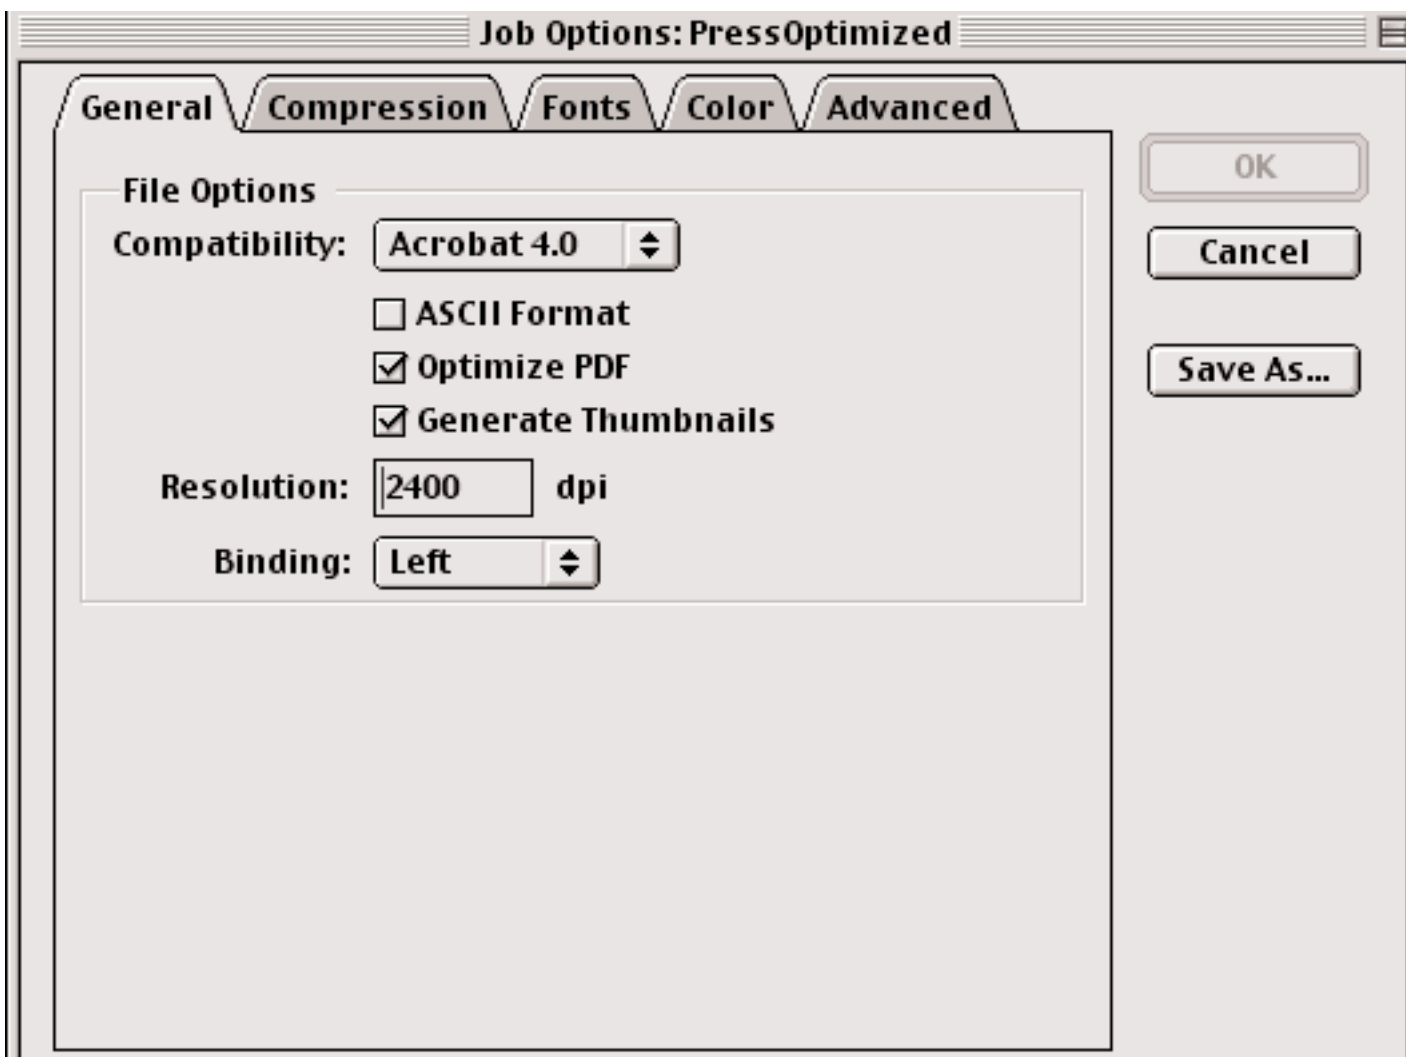 Job Options: PressOptimized
General Compression Fonts Color Advanced
File Options
Compatibility: Acrobat 4.0
ASCII Format
Optimize PDF
Generate Thumbnails
Resolution: 2400 dpi
Binding: Left
OK
Cancel
Save As...